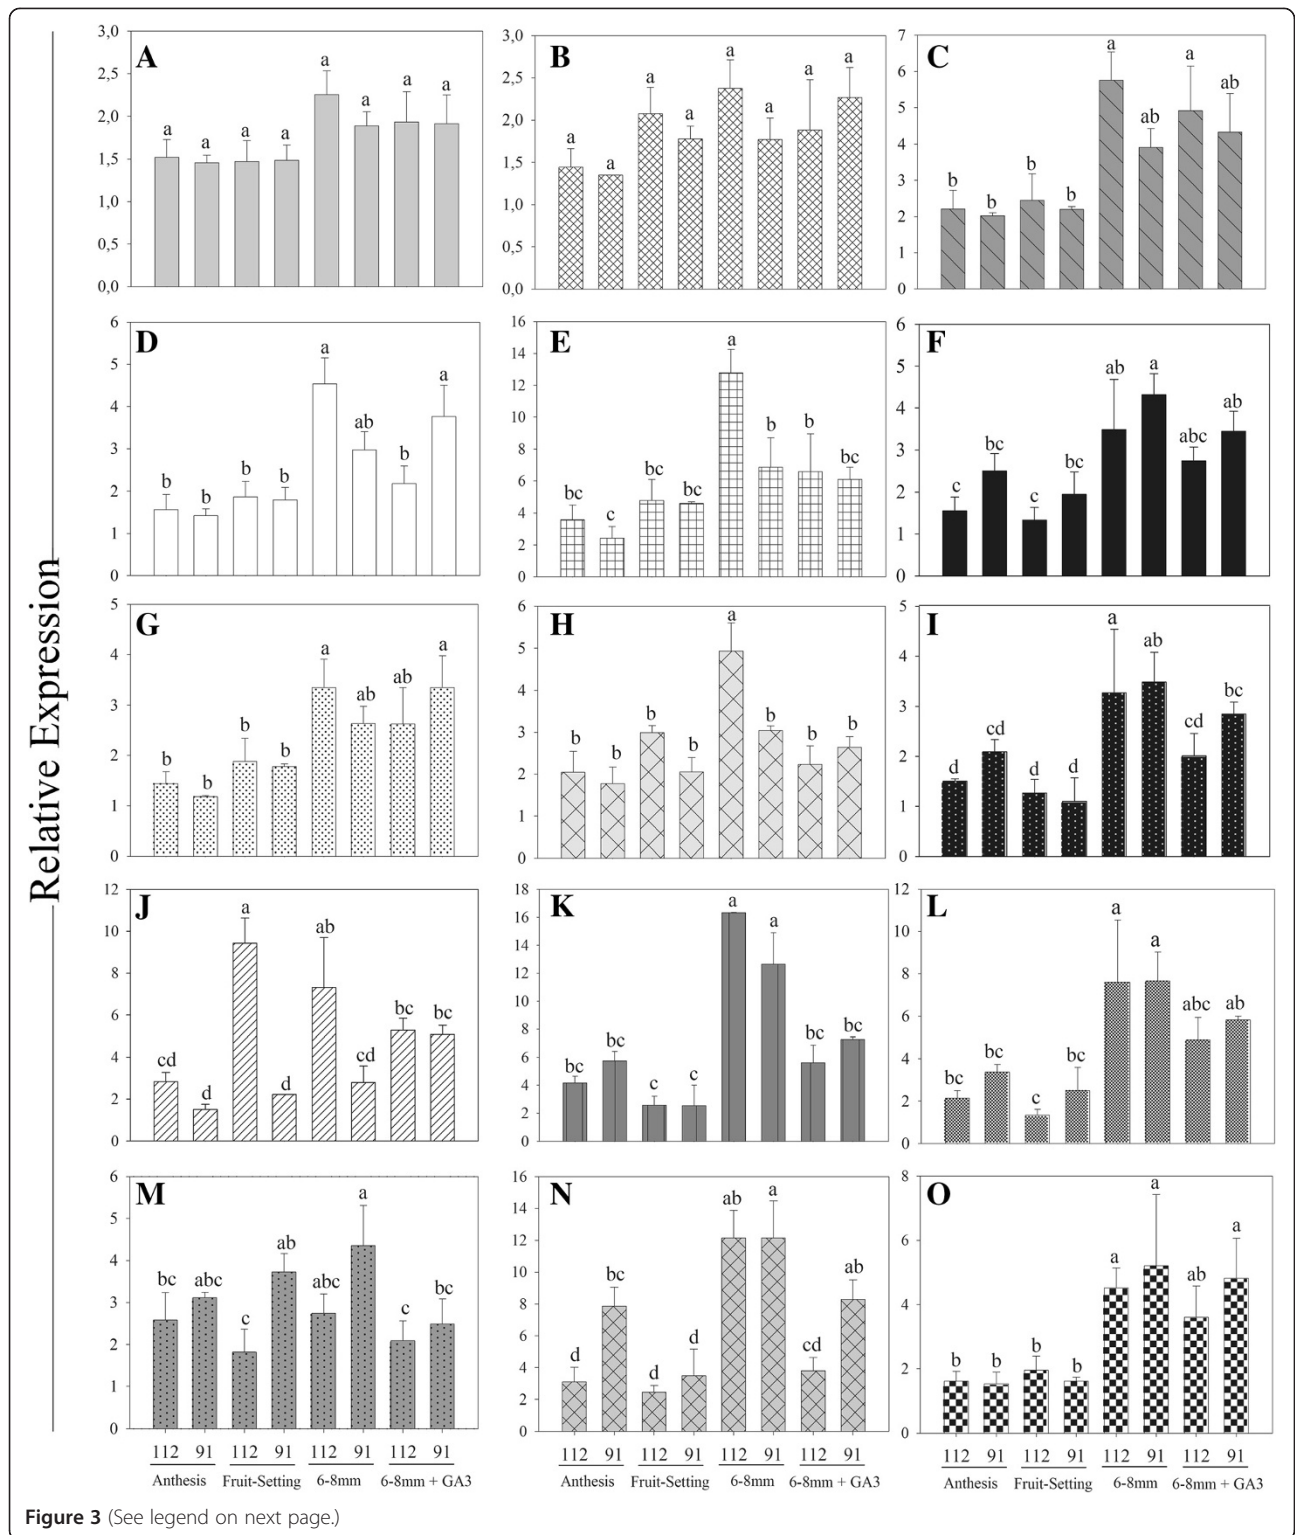 Relative Expression
3,0
2,5
2,0
1,5
1,0
0,5
0,0
A
a a a a a a a a
3,0
2,5
2,0
1,5
1,0
0,5
0,0
B
a a a a a a a a
7
6
5
4
3
2
1
0
C
b b b b a ab a ab
6
5
4
3
2
1
0
D
b b b b a ab b a
16
14
12
10
8
6
4
2
0
E
bc c bc bc a b b bc
6
5
4
3
2
1
0
F
c bc c bc ab a abc ab
5
4
3
2
1
0
G
b b b b a ab ab a
6
5
4
3
2
1
0
H
b b b b a b b b
5
4
3
2
1
0
I
d cd d d a ab cd bc
12
10
8
6
4
2
0
J
cd d a d ab cd bc bc
18
16
14
12
10
8
6
4
2
0
K
bc bc c c a a bc bc
12
10
8
6
4
2
0
L
bc bc c bc a a abc ab
6
5
4
3
2
1
0
M
bc abc c ab abc a c bc
112 91 112 91 112 91 112 91
Anthesis Fruit-Setting 6-8mm 6-8mm + GA3
16
14
12
10
8
6
4
2
0
N
d bc d d ab a cd ab
112 91 112 91 112 91 112 91
Anthesis Fruit-Setting 6-8mm 6-8mm + GA3
8
6
4
2
0
O
b b b b a a ab a
112 91 112 91 112 91 112 91
Anthesis Fruit-Setting 6-8mm 6-8mm + GA3
Figure 3 (See legend on next page.)